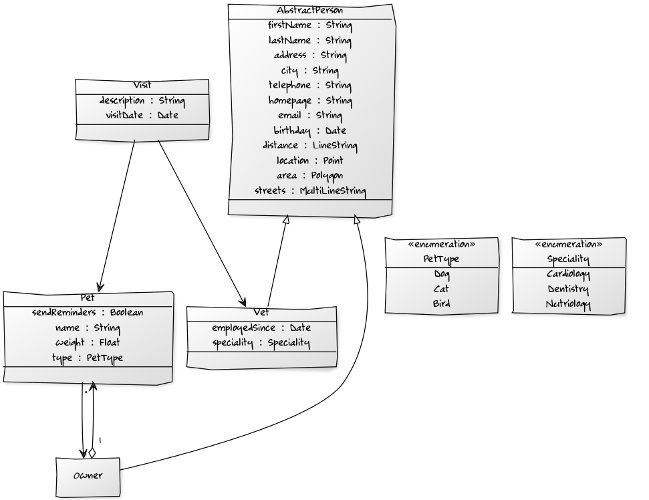 AbstractPerson
firstName : String
lastName : String
address : String
city : String
telephone : String
homepage : String
email : String
birthday : Date
distance : LineString
location : Point
area : Polygon
streets : MultiLineString
Visit
description : String
visitDate : Date
«enumeration»
PetType
Dog
Cat
Bird
«enumeration»
Speciality
Cardiology
Dentistry
Nutriology
Pet
sendReminders : Boolean
name : String
weight : Float
type : PetType
Vet
employedSince : Date
speciality : Speciality
*
1
Owner